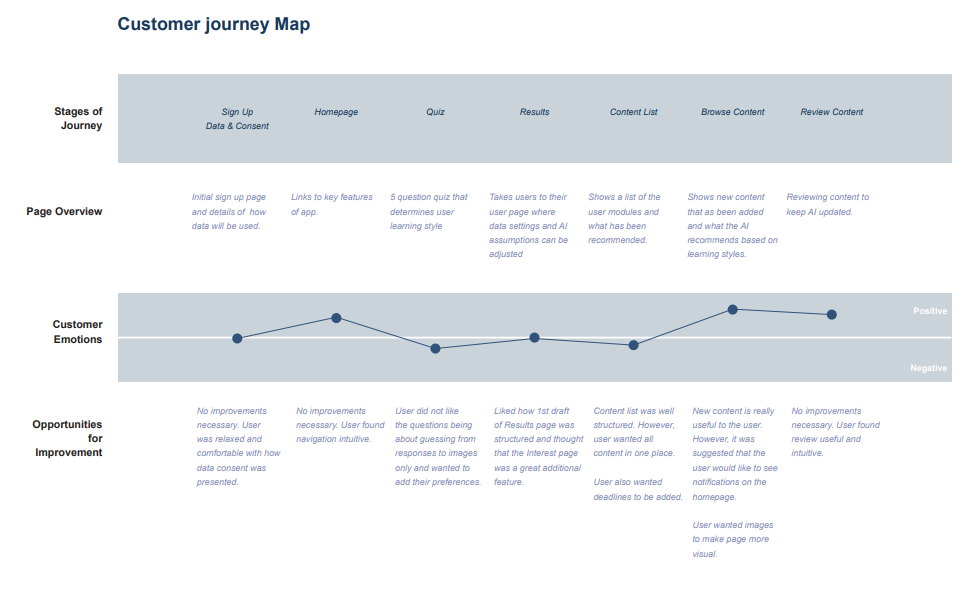 Customer journey Map
Stages of
Journey
Sign Up
Data & Consent
Homepage
Quiz
Results
Content List
Browse Content
Review Content
Page Overview
Initial sign up page
and details of how
data will be used.
Links to key features
of app.
5 question quiz that
determines user
learning style
Takes users to their
user page where
data settings and AI
assumptions can be
adjusted
Shows a list of the
user modules and
what has been
recommended.
Shows new content
that as been added
and what the AI
recommends based on
learning styles.
Reviewing content to
keep AI updated.
Customer
Emotions
Positive
Negative
Opportunities
for
Improvement
No improvements
necessary. User
was relaxed and
comfortable with how
data consent was
presented.
No improvements
necessary. User found
navigation intuitive.
User did not like
the questions being
about guessing from
responses to images
only and wanted to
add their preferences.
Liked how 1st draft
of Results page was
structured and thought
that the Interest page
was a great additional
feature.
Content list was well
structured. However,
user wanted all
content in one place.
User also wanted
deadlines to be added.
New content is really
useful to the user.
However, it was
suggested that the
user would like to see
notifications on the
homepage.
User wanted images
to make page more
visual.
No improvements
necessary. User found
review useful and
intuitive.